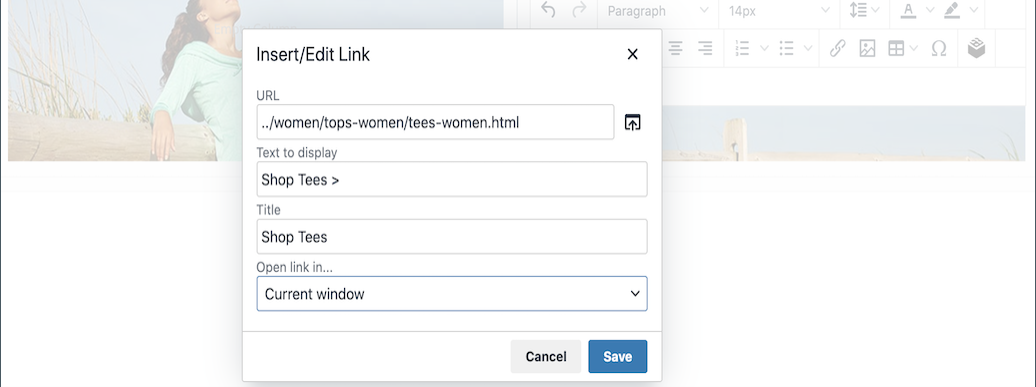 Paragraph 14px
Insert/Edit Link
URL
../women/tops-women/tees-women.html
Text to display
Shop Tees >
Title
Shop Tees
Open link in...
Current window
Cancel Save